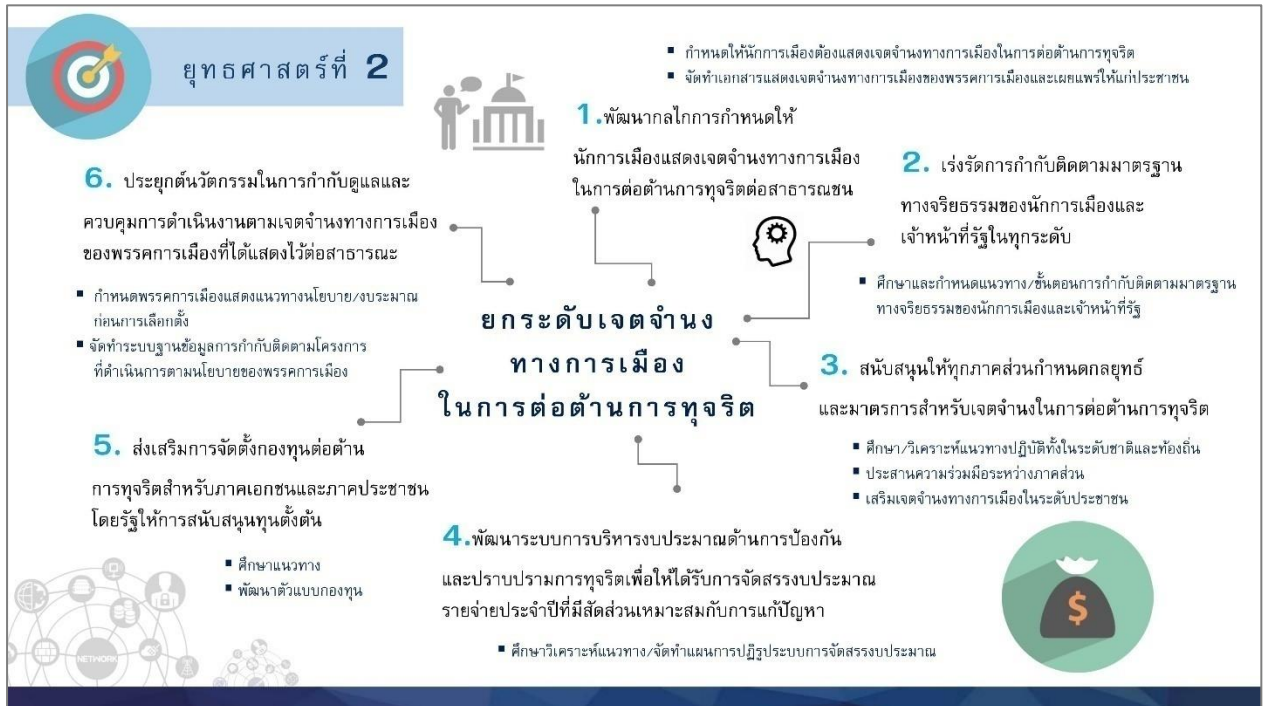 ยุทธศาสตร์ที่ 2
▪ กำหนดให้นักการเมืองต้องแสดงเจตจำนงทางการเมืองในการต่อต้านการทุจริต
▪ จัดทำเอกสารแสดงเจตจำนงทางการเมืองของพรรคการเมืองและเผยแพร่ให้แก่ประชาชน
1.พัฒนากลไกการกำหนดให้
นักการเมืองแสดงเจตจำนงทางการเมือง
ในการต่อต้านการทุจริตต่อสาธารณชน
2. เร่งรัดการกำกับติดตามมาตรฐาน
ทางจริยธรรมของนักการเมืองและ
เจ้าหน้าที่รัฐในทุกระดับ
▪ ศึกษาและกำหนดแนวทาง/ขั้นตอนการกำกับติดตามมาตรฐาน
ทางจริยธรรมของนักการเมืองและเจ้าหน้าที่รัฐ
ยกระดับเจตจำนง
ทางการเมือง
ในการต่อต้านการทุจริต
3. สนับสนุนให้ทุกภาคส่วนกำหนดกลยุทธ์
และมาตรการสำหรับเจตจำนงในการต่อต้านการทุจริต
▪ ศึกษา/วิเคราะห์แนวทางปฏิบัติทั้งในระดับชาติและท้องถิ่น
▪ ประสานความร่วมมือระหว่างภาคส่วน
▪ เสริมเจตจำนงทางการเมืองในระดับประชาชน
4.พัฒนาระบบการบริหารงบประมาณด้านการป้องกัน
และปราบปรามการทุจริตเพื่อให้ได้รับการจัดสรรงบประมาณ
รายจ่ายประจำปีที่มีสัดส่วนเหมาะสมกับการแก้ปัญหา
▪ ศึกษาวิเคราะห์แนวทาง/จัดทำแผนการปฏิรูประบบการจัดสรรงบประมาณ
5. ส่งเสริมการจัดตั้งกองทุนต่อต้าน
การทุจริตสำหรับภาคเอกชนและภาคประชาชน
โดยรัฐให้การสนับสนุนทุนตั้งต้น
▪ ศึกษาแนวทาง
▪ พัฒนาตัวแบบกองทุน
6. ประยุกต์นวัตกรรมในการกำกับดูแลและ
ควบคุมการดำเนินงานตามเจตจำนงทางการเมือง
ของพรรคการเมืองที่ได้แสดงไว้ต่อสาธารณะ
▪ กำหนดพรรคการเมืองแสดงแนวทางนโยบาย/งบประมาณ
ก่อนการเลือกตั้ง
▪ จัดทำระบบฐานข้อมูลการกำกับติดตามโครงการ
ที่ดำเนินการตามนโยบายของพรรคการเมือง
NETWORK
$